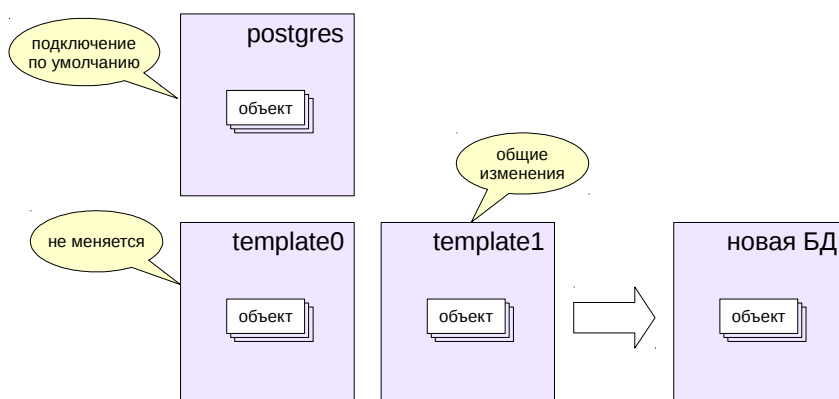 postgres
подключение
по умолчанию
объект
общие
изменения
не меняется
template0
template1
новая БД
объект
объект
объект